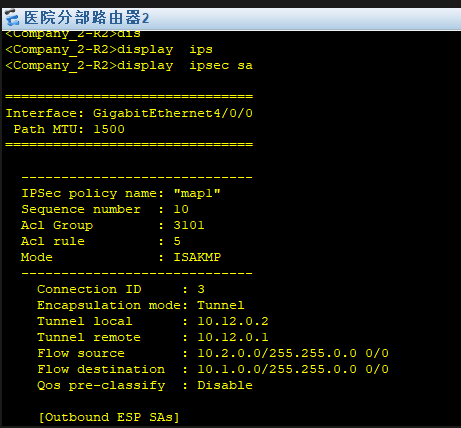 医院分部路由器2
<Company_2-R2>dis
<Company_2-R2>display  ips
<Company_2-R2>display  ipsec sa
===============================
Interface: GigabitEthernet4/0/0
 Path MTU: 1500
===============================
  -----------------------------
  IPSec policy name: "map1"
  Sequence number  : 10
  Acl Group        : 3101
  Acl rule         : 5
  Mode             : ISAKMP
  -----------------------------
    Connection ID     : 3
    Encapsulation mode: Tunnel
    Tunnel local      : 10.12.0.2
    Tunnel remote     : 10.12.0.1
    Flow source       : 10.2.0.0/255.255.0.0 0/0
    Flow destination  : 10.1.0.0/255.255.0.0 0/0
    Qos pre-classify  : Disable
    [Outbound ESP SAs]